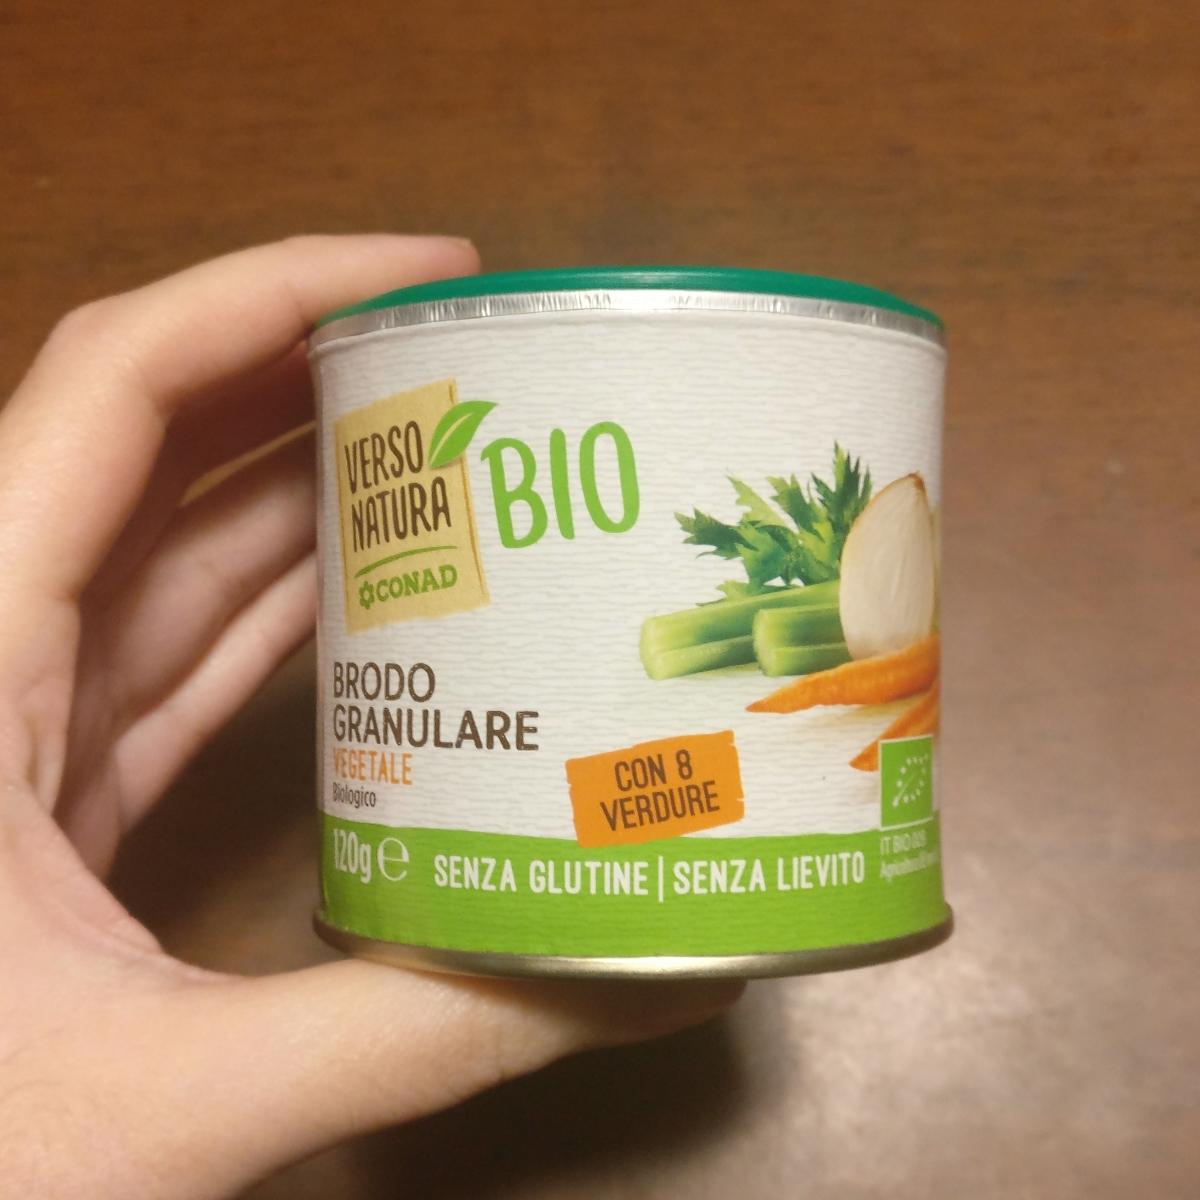 VERSO
NATURA
CONAD
BIO
BRODO
GRANULARE
VEGETALE
Biologico
CON 8
VERDURE
120g e
SENZA GLUTINE | SENZA LIEVITO
IT BIO